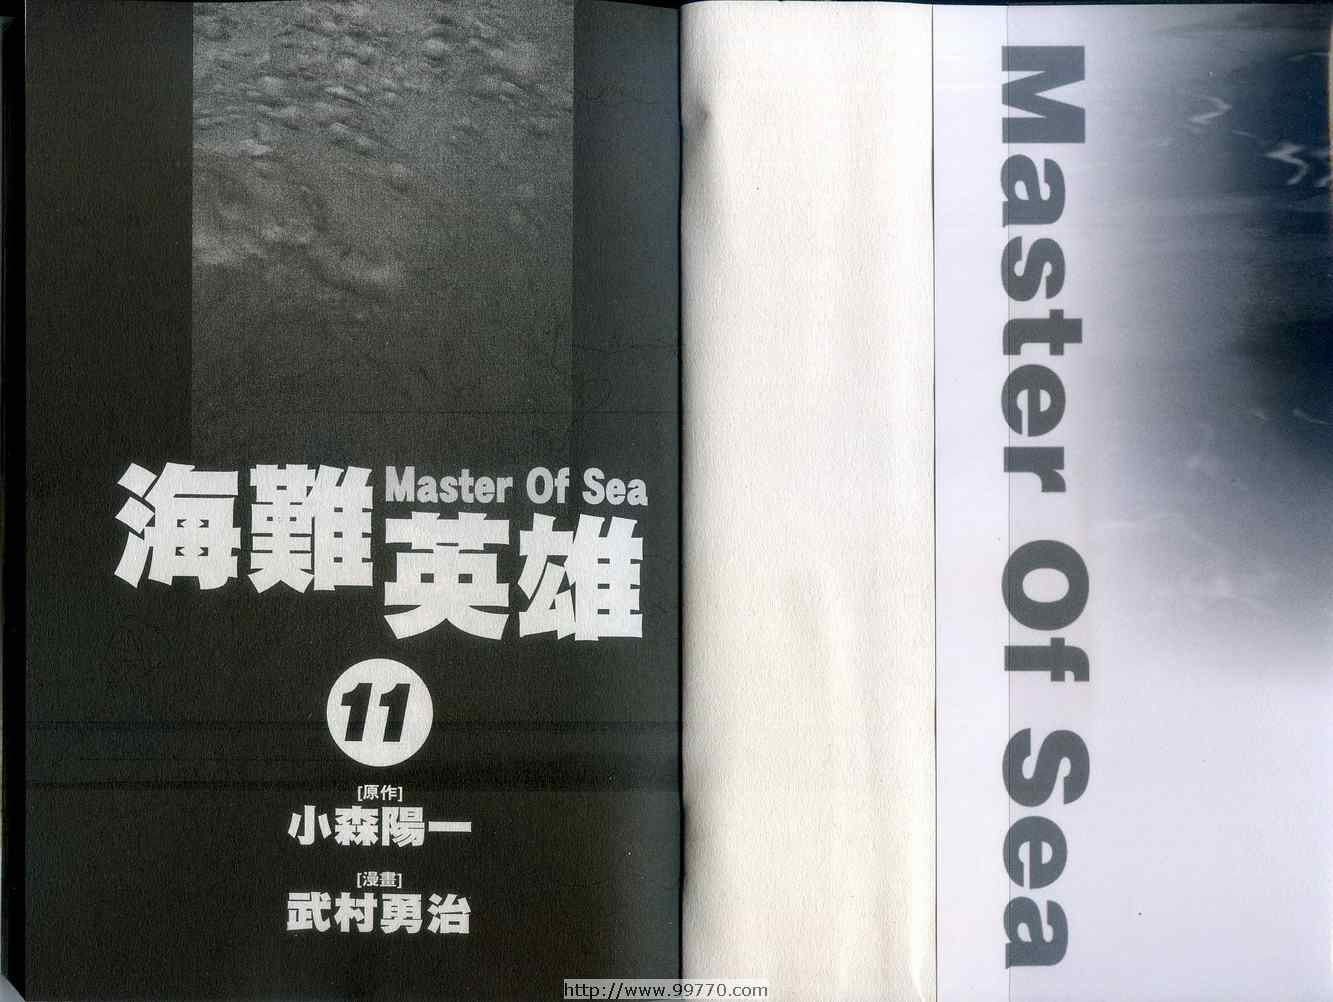 海難
Master Of Sea
英雄
11
[原作]
小森陽一
[漫畫]
武村勇治
Master Of Sea
http://www.99770.com